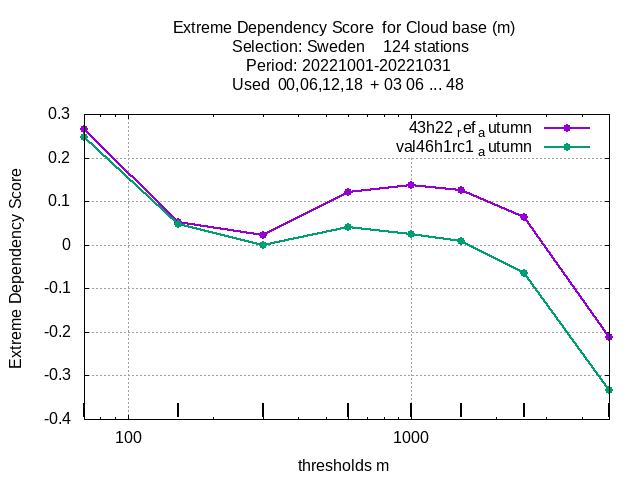 Extreme Dependency Score for Cloud base (m)
Selection: Sweden 124 stations
Period: 20221001-20221031
Used 00,06,12,18 + 03 06 ... 48
0.3
0.2
0.1
0
-0.1
-0.2
-0.3
-0.4
Extreme Dependency Score
43h22 ref a utumn
val46h1rc1 a utumn
100
1000
thresholds m